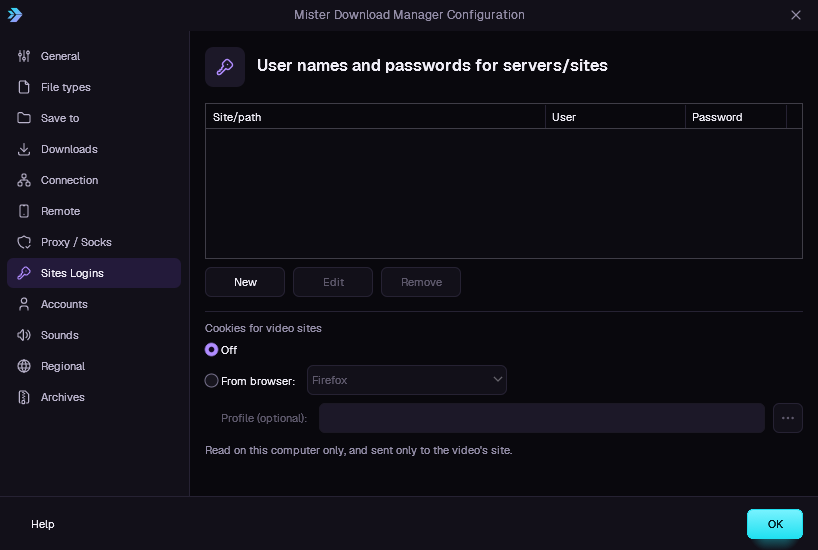 Mister Download Manager Configuration
General
File types
Save to
Downloads
Connection
Remote
Proxy / Socks
Sites Logins
Accounts
Sounds
Regional
Archives
User names and passwords for servers/sites
Site/path User Password
New Edit Remove
Cookies for video sites
Off
From browser: Firefox
Profile (optional): ...
Read on this computer only, and sent only to the video's site.
Help OK